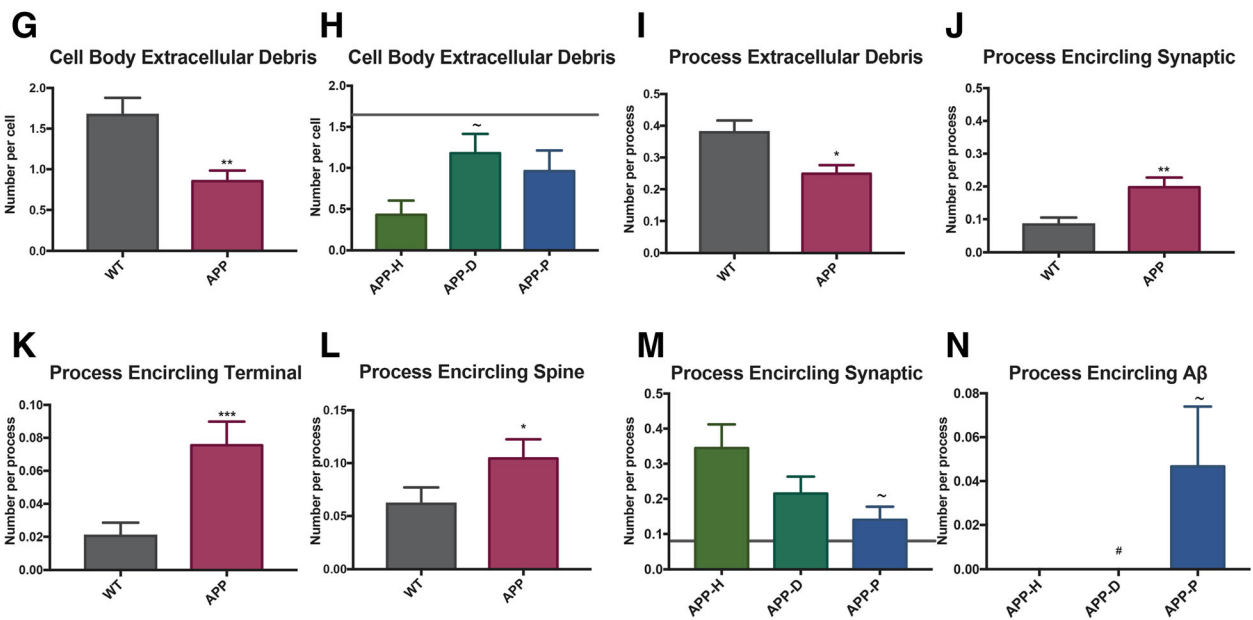 G
Cell Body Extracellular Debris
Number per cell
2.0
1.5
1.0
0.5
0.0
**
WT
APP
H
Cell Body Extracellular Debris
Number per cell
2.0
1.5
1.0
0.5
0.0
~
APP-H
APP-D
APP-P
I
Process Extracellular Debris
Number per process
0.5
0.4
0.3
0.2
0.1
0.0
*
WT
APP
J
Process Encircling Synaptic
Number per process
0.5
0.4
0.3
0.2
0.1
0.0
**
WT
APP
K
Process Encircling Terminal
Number per process
0.10
0.08
0.06
0.04
0.02
0.00
***
WT
APP
L
Process Encircling Spine
Number per process
0.15
0.10
0.05
0.00
*
WT
APP
M
Process Encircling Synaptic
Number per process
0.5
0.4
0.3
0.2
0.1
0.0
~
APP-H
APP-D
APP-P
N
Process Encircling Aβ
Number per process
0.08
0.06
0.04
0.02
0.00
#
~
APP-H
APP-D
APP-P